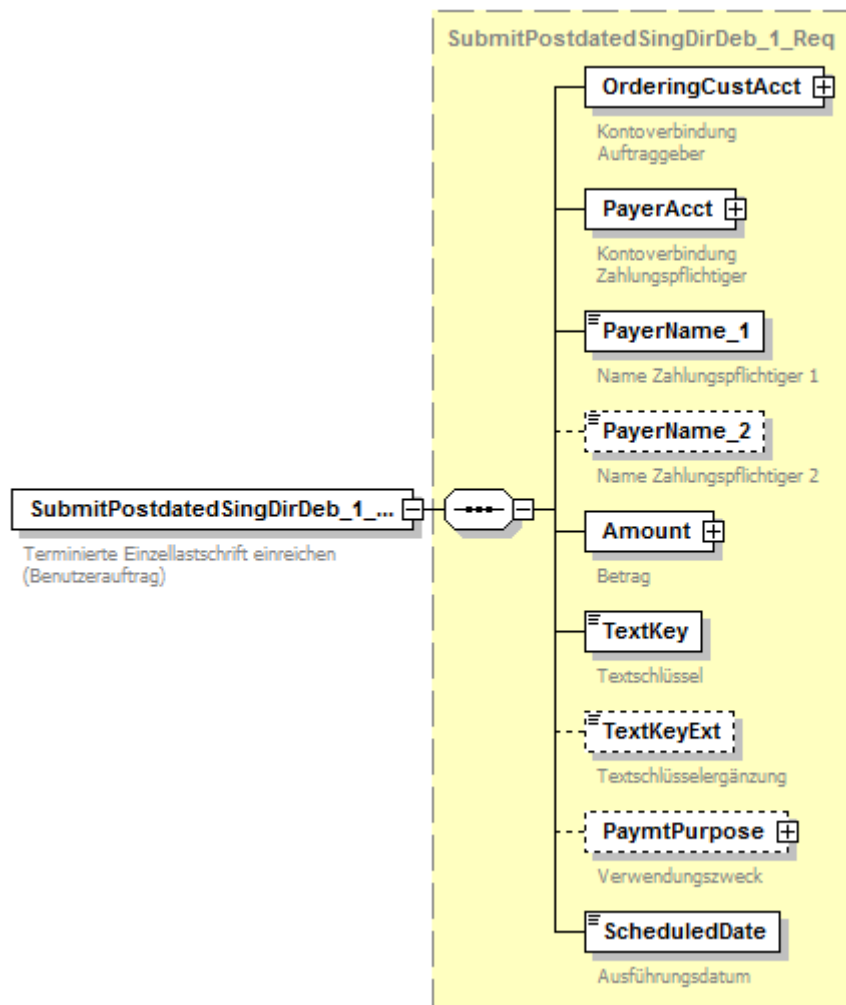 SubmitPostdatedSingDirDeb_1_Req
OrderingCustAcct
Kontoverbindung
Auftraggeber
PayerAcct
Kontoverbindung
Zahlungspflichtiger
PayerName_1
Name Zahlungspflichtiger 1
PayerName_2
Name Zahlungspflichtiger 2
SubmitPostdatedSingDirDeb_1_...
Terminierte Einzellastschrift einreichen
(Benutzerauftrag)
Amount
Betrag
TextKey
Textschlüssel
TextKeyExt
Textschlüsselergänzung
PaymtPurpose
Verwendungszweck
ScheduledDate
Ausführungsdatum